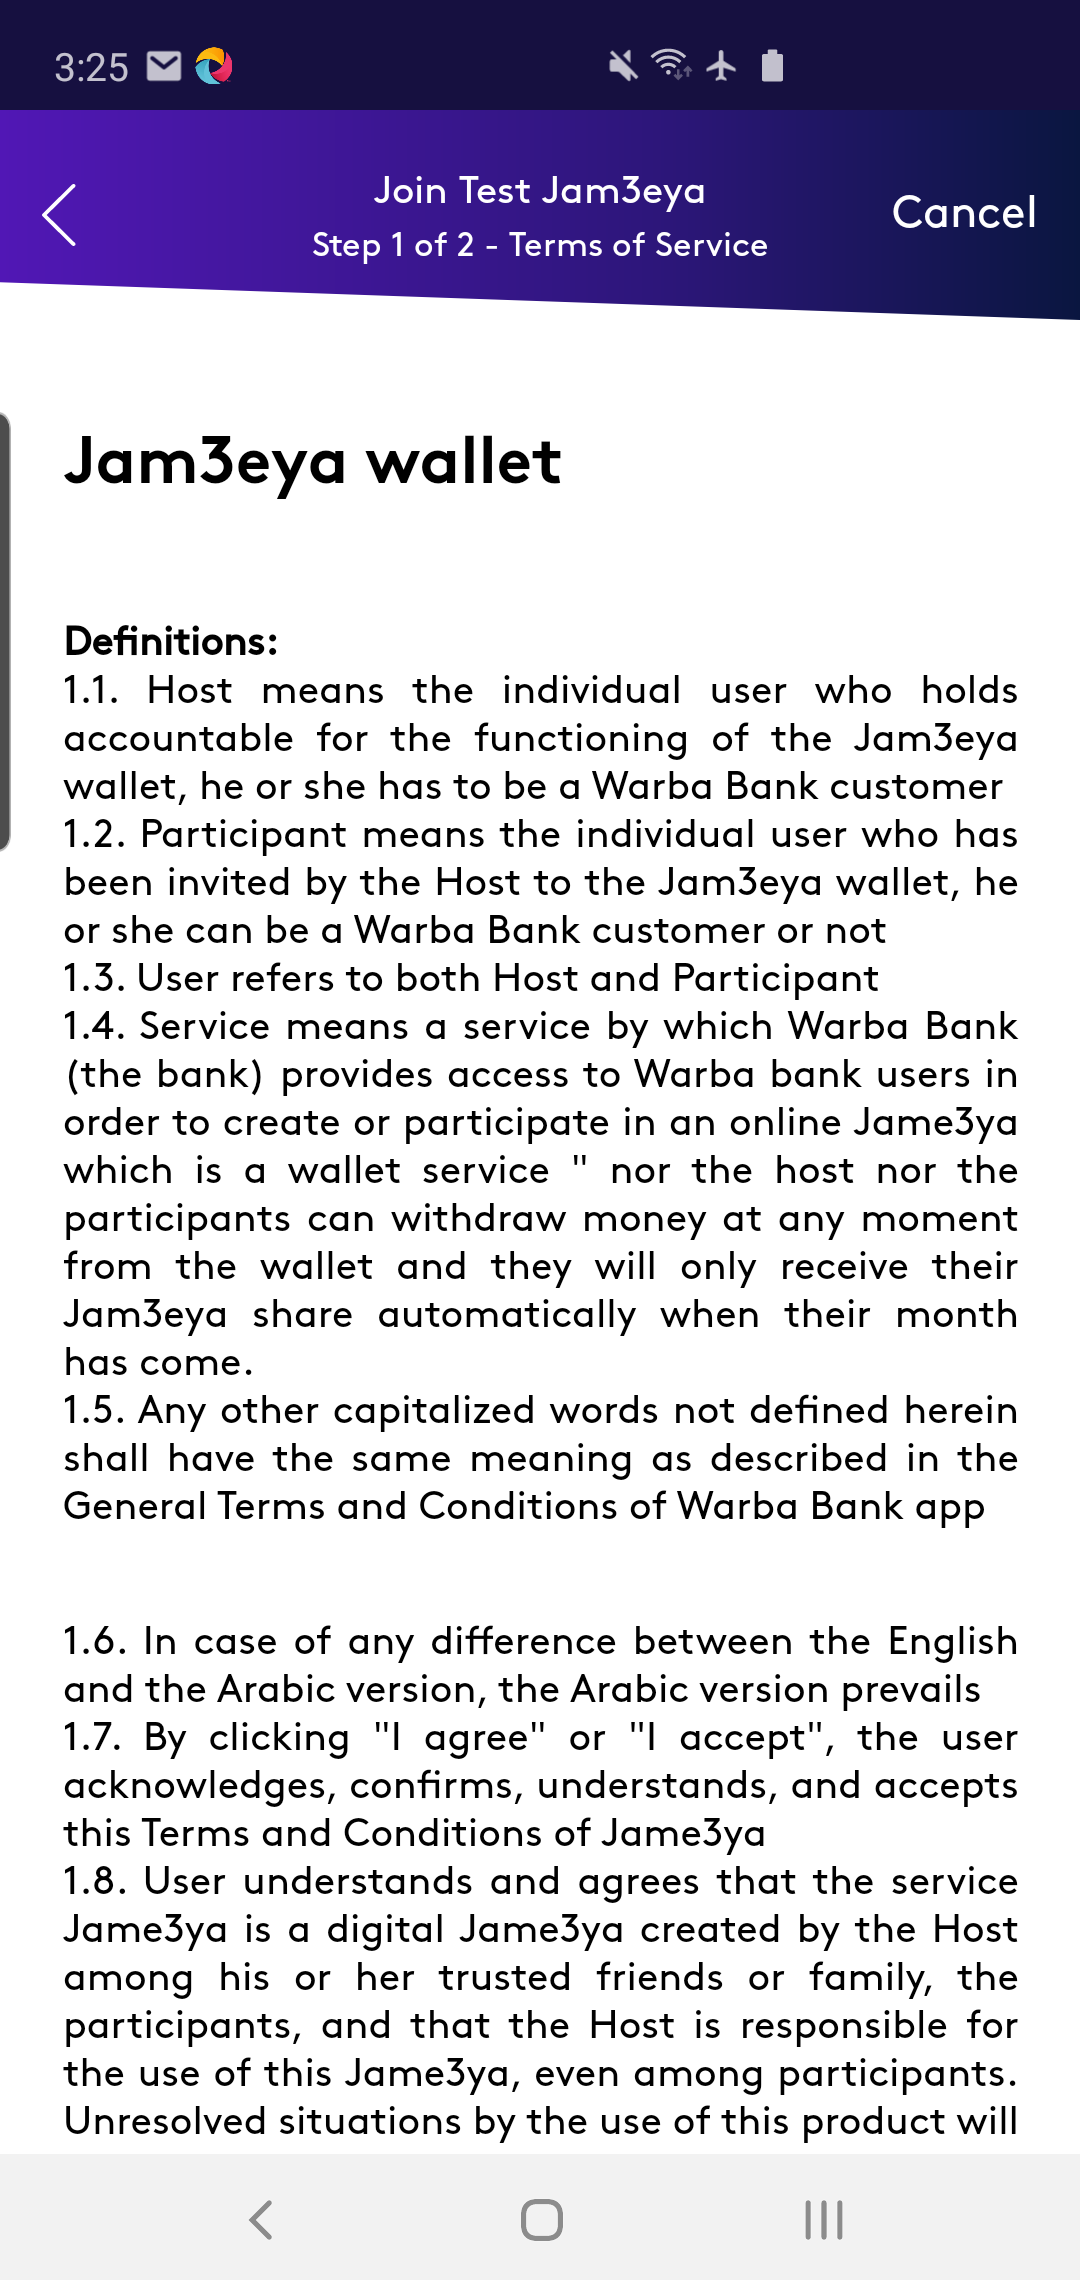 3:25
Join Test Jam3eya
Cancel
Step 1 of 2 - Terms of Service
Jam3eya wallet
Definitions:
1.1. Host means the individual user who holds
accountable for the functioning of the Jam3eya
wallet, he or she has to be a Warba Bank customer
1.2. Participant means the individual user who has
been invited by the Host to the Jam3eya wallet, he
or she can be a Warba Bank customer or not
1.3. User refers to both Host and Participant
1.4. Service means a service by which Warba Bank
(the bank) provides access to Warba bank users in
order to create or participate in an online Jame3ya
which is a wallet service " nor the host nor the
participants can withdraw money at any moment
from the wallet and they will only receive their
Jam3eya share automatically when their month
has come.
1.5. Any other capitalized words not defined herein
shall have the same meaning as described in the
General Terms and Conditions of Warba Bank app
1.6. In case of any difference between the English
and the Arabic version, the Arabic version prevails
1.7. By clicking "I agree" or "I accept", the user
acknowledges, confirms, understands, and accepts
this Terms and Conditions of Jame3ya
1.8. User understands and agrees that the service
Jame3ya is a digital Jame3ya created by the Host
among his or her trusted friends or family, the
participants, and that the Host is responsible for
the use of this Jame3ya, even among participants.
Unresolved situations by the use of this product will